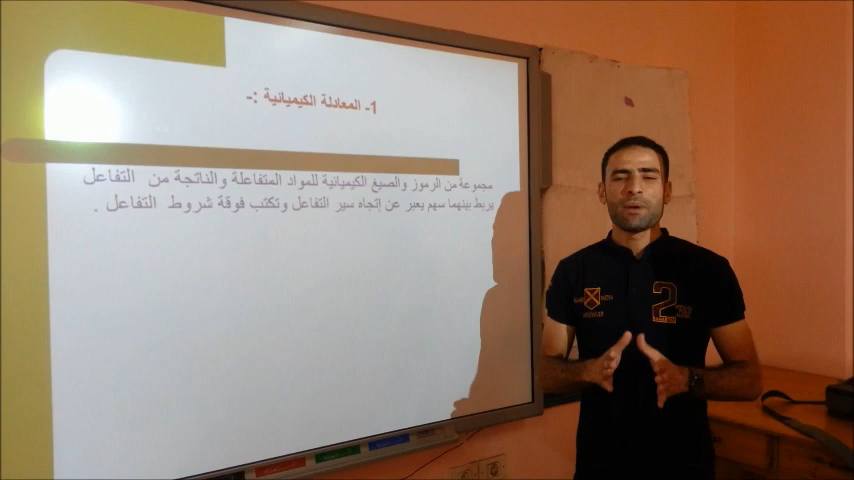 1- المعادلة الكيميائية :-
مجموعة من الرموز والصيغ الكيميائية للمواد المتفاعلة والناتجة من التفاعل
يربط بينهما سهم يعبر عن إتجاه سير التفاعل وتكتب فوقة شروط التفاعل .
2